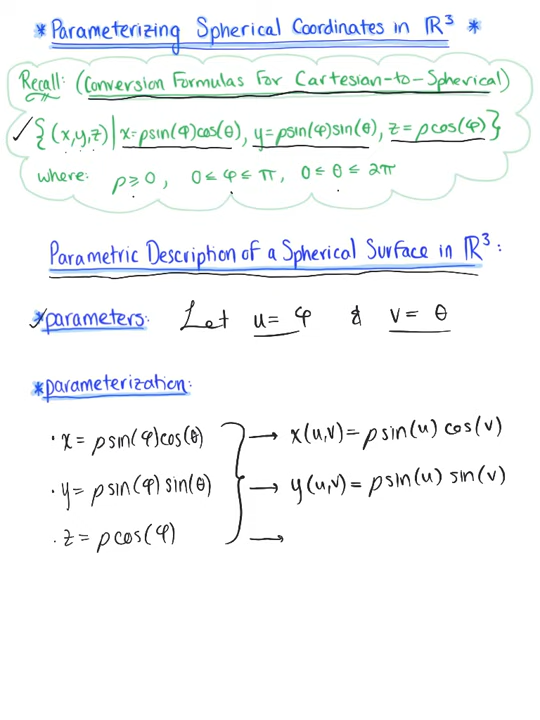 *Parameterizing Spherical Coordinates in ℝ³ *
Recall: (Conversion Formulas For Cartesian-to-Spherical)
✓{(x,y,z)| x=ρsin(φ)cos(θ), y=ρsin(φ)sin(θ), z=ρcos(φ)}
where: ρ≥0, 0≤φ≤π, 0≤θ≤2π
Parametric Description of a Spherical Surface in ℝ³:
*parameters: Let u=φ & v=θ
*parameterization:
· x=ρsin(φ)cos(θ) → x(u,v)=ρsin(u)cos(v)
· y=ρsin(φ)sin(θ) → y(u,v)=ρsin(u)sin(v)
· z=ρcos(φ) →